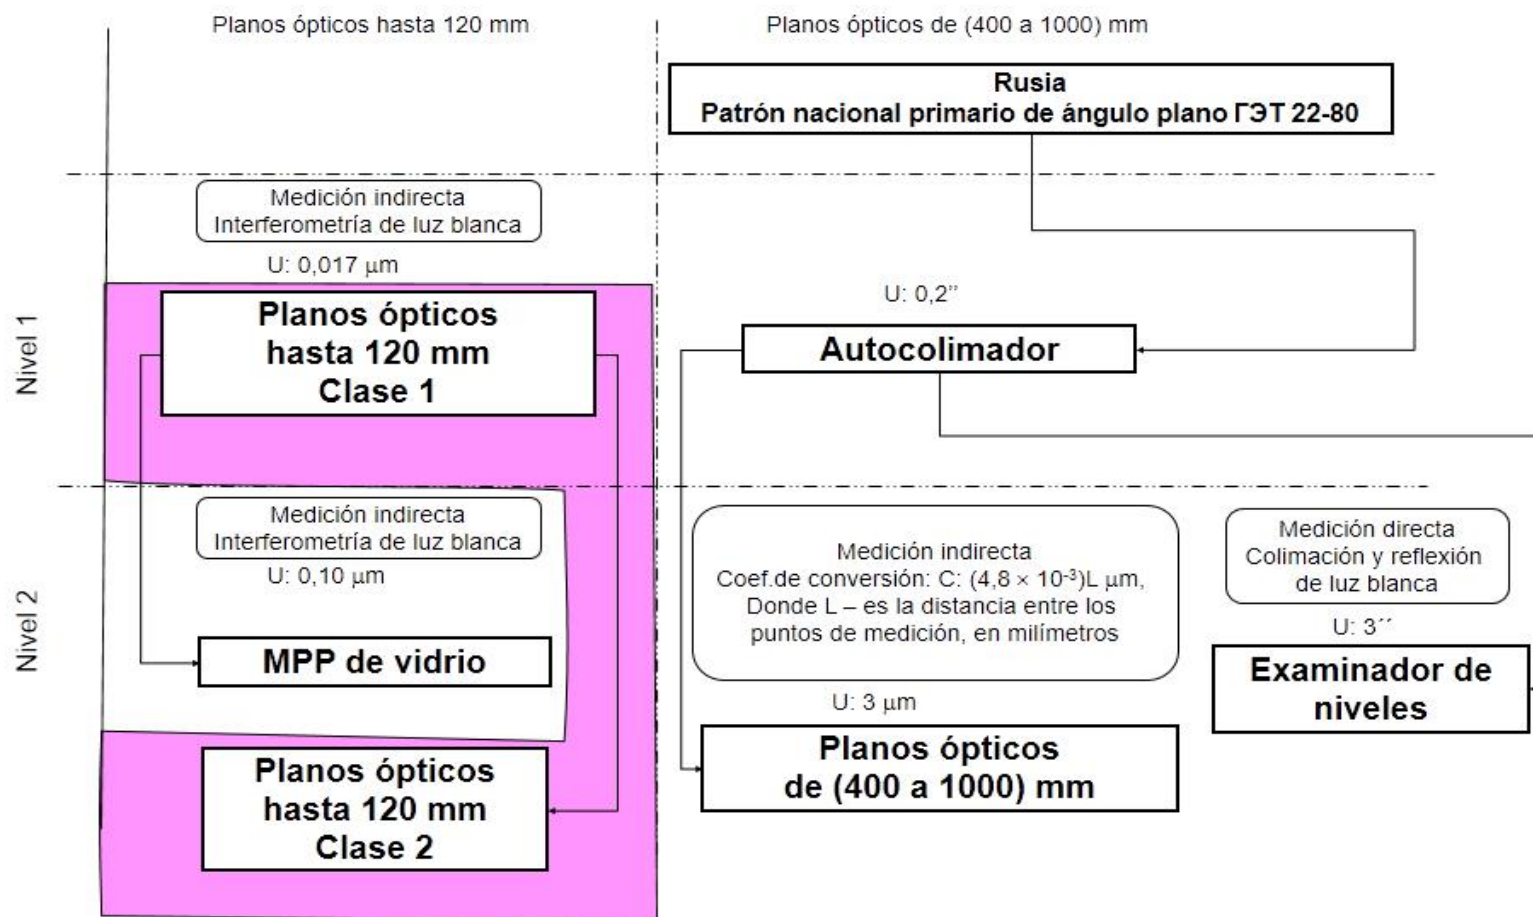 Planos ópticos hasta 120 mm
Planos ópticos de (400 a 1000) mm
Rusia
Patrón nacional primario de ángulo plano ГЭТ 22-80
Nivel 1
Medición indirecta
Interferometría de luz blanca
U: 0,017 μm
Planos ópticos
hasta 120 mm
Clase 1
U: 0,2’’
Autocolimador
Nivel 2
Medición indirecta
Interferometría de luz blanca
U: 0,10 μm
MPP de vidrio
Planos ópticos
hasta 120 mm
Clase 2
Medición indirecta
Coef.de conversión: C: (4,8 × 10⁻³)L μm,
Donde L – es la distancia entre los
puntos de medición, en milímetros
U: 3 μm
Planos ópticos
de (400 a 1000) mm
Medición directa
Colimación y reflexión
de luz blanca
U: 3´´
Examinador de
niveles